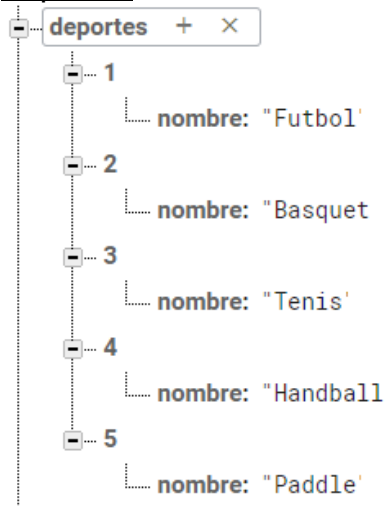 deportes + ×
1
nombre: "Futbol"
2
nombre: "Basquet
3
nombre: "Tenis"
4
nombre: "Handball
5
nombre: "Paddle"